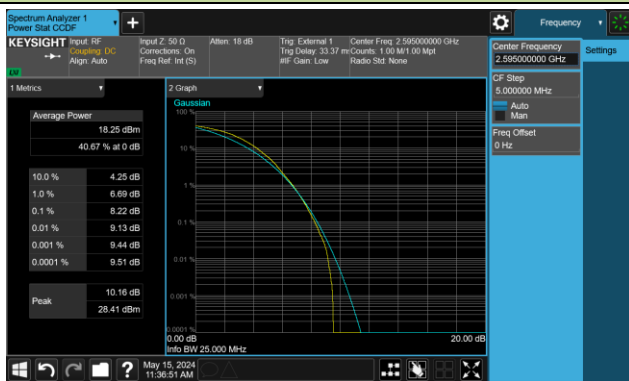 Spectrum Analyzer 1
Power Stat CCDF
Frequency
KEYSIGHT
Input: RF
Coupling: DC
Align: Auto
Input Z: 50 Ω
Corrections: On
Freq Ref: Int (S)
Atten: 18 dB
Trig: External 1
Trig Delay: 33.37 m
#IF Gain: Low
Center Freq: 2.595000000 GHz
Counts: 1.00 M/1.00 Mpt
Radio Std: None
Center Frequency
2.595000000 GHz
Settings
CF Step
5.000000 MHz
Auto
Man
Freq Offset
0 Hz
1 Metrics
Average Power
18.25 dBm
40.67 % at 0 dB
10.0 % 4.25 dB
1.0 % 6.69 dB
0.1 % 8.22 dB
0.01 % 9.13 dB
0.001 % 9.44 dB
0.0001 % 9.51 dB
Peak
10.16 dB
28.41 dBm
2 Graph
Gaussian
100 %
10 %
1 %
0.1 %
0.01 %
0.001 %
0.0001 %
0.00 dB
20.00 dB
Info BW 25.000 MHz
?
May 15, 2024
11:36:51 AM